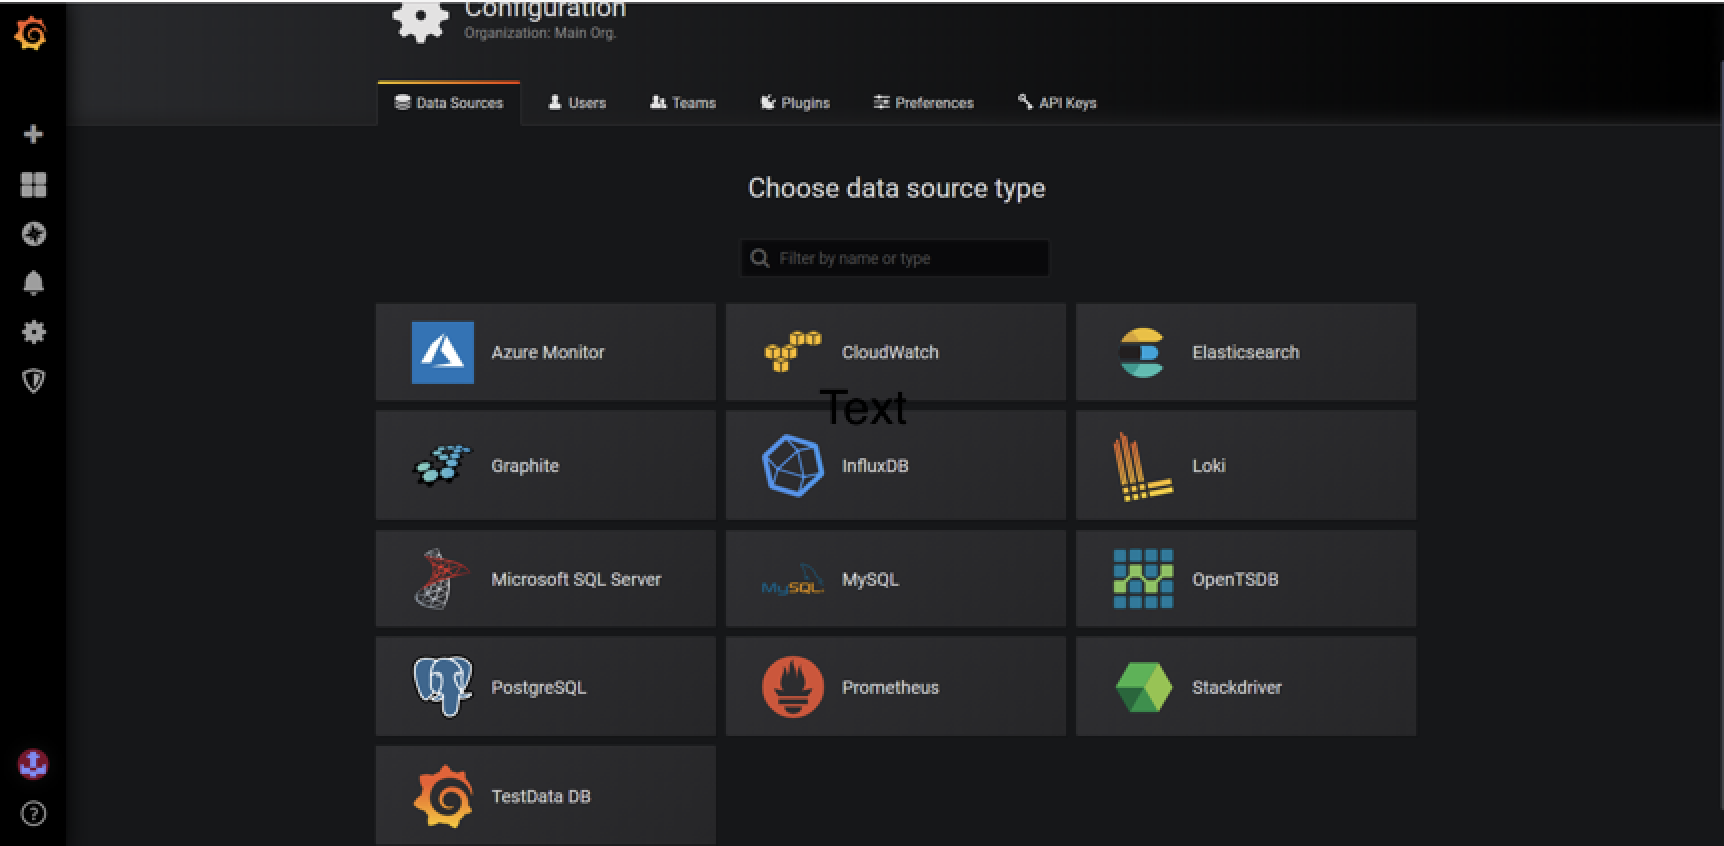 Configuration
Organization: Main Org.
Data Sources Users Teams Plugins Preferences API Keys
Choose data source type
Filter by name or type
Azure Monitor CloudWatch Elasticsearch
Text
Graphite InfluxDB Loki
Microsoft SQL Server MySQL MySQL OpenTSDB
PostgreSQL Prometheus Stackdriver
TestData DB
?